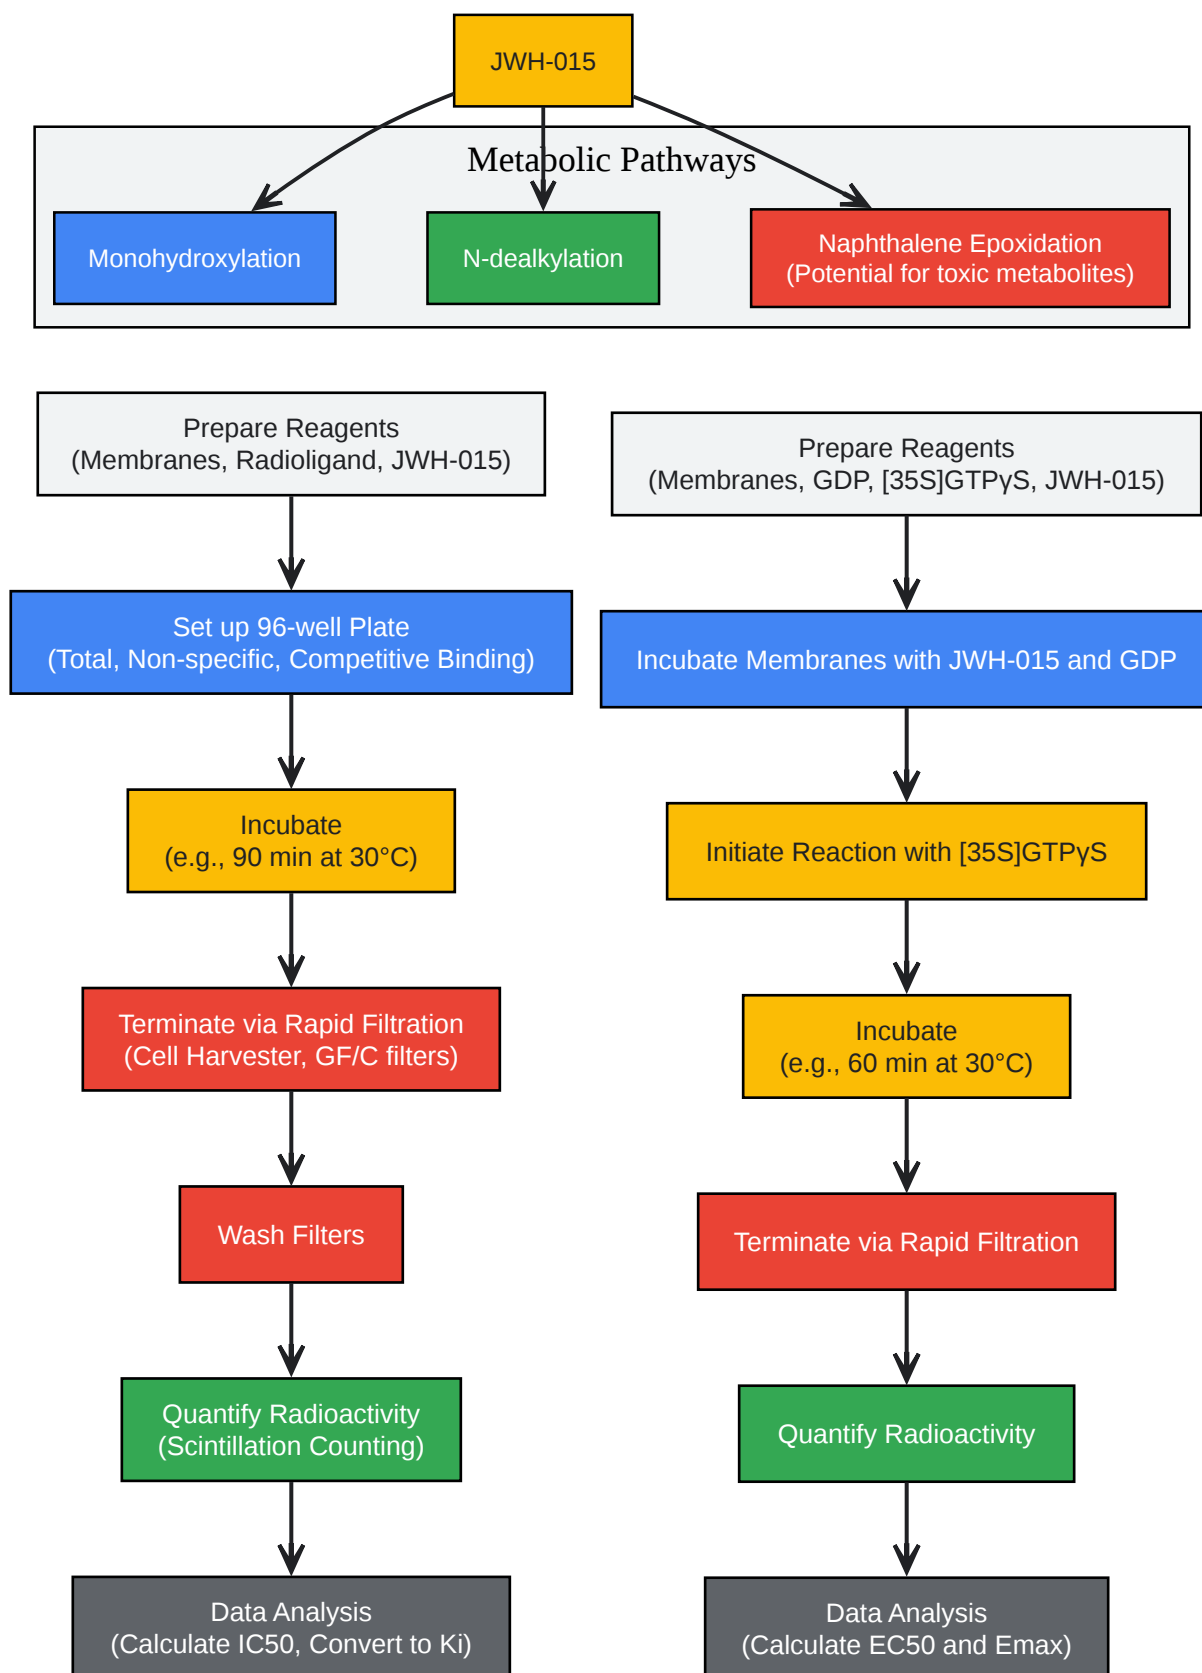 JWH-015
Metabolic Pathways
Monohydroxylation
N-dealkylation
Naphthalene Epoxidation
(Potential for toxic metabolites)
Prepare Reagents
(Membranes, Radioligand, JWH-015)
Set up 96-well Plate
(Total, Non-specific, Competitive Binding)
Incubate
(e.g., 90 min at 30°C)
Terminate via Rapid Filtration
(Cell Harvester, GF/C filters)
Wash Filters
Quantify Radioactivity
(Scintillation Counting)
Data Analysis
(Calculate IC50, Convert to Ki)
Prepare Reagents
(Membranes, GDP, [35S]GTPγS, JWH-015)
Incubate Membranes with JWH-015 and GDP
Initiate Reaction with [35S]GTPγS
Incubate
(e.g., 60 min at 30°C)
Terminate via Rapid Filtration
Quantify Radioactivity
Data Analysis
(Calculate EC50 and Emax)